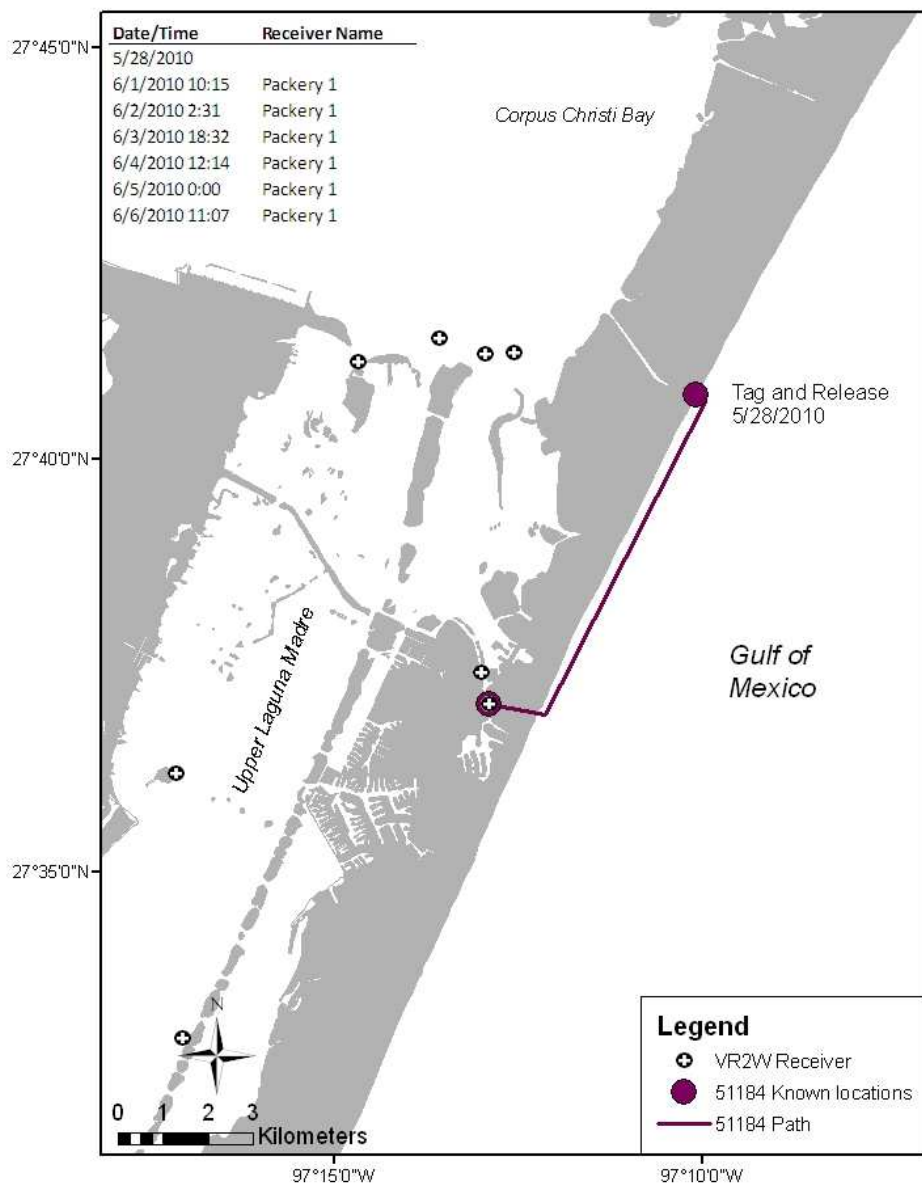 Date/Time Receiver Name
5/28/2010
6/1/2010 10:15 Packery 1
6/2/2010 2:31 Packery 1
6/3/2010 18:32 Packery 1
6/4/2010 12:14 Packery 1
6/5/2010 0:00 Packery 1
6/6/2010 11:07 Packery 1
27°45'0"N
Corpus Christi Bay
Tag and Release
5/28/2010
27°40'0"N
Upper Laguna Madre
Gulf of
Mexico
27°35'0"N
N
0 1 2 3
Kilometers
Legend
VR2W Receiver
51184 Known locations
51184 Path
97°15'0"W
97°10'0"W